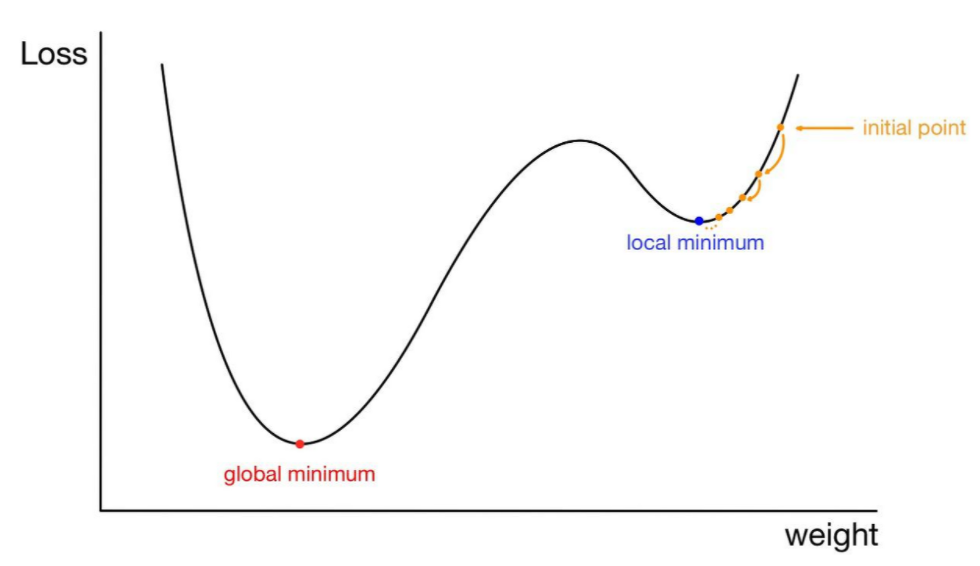 Loss
initial point
local minimum
global minimum
weight